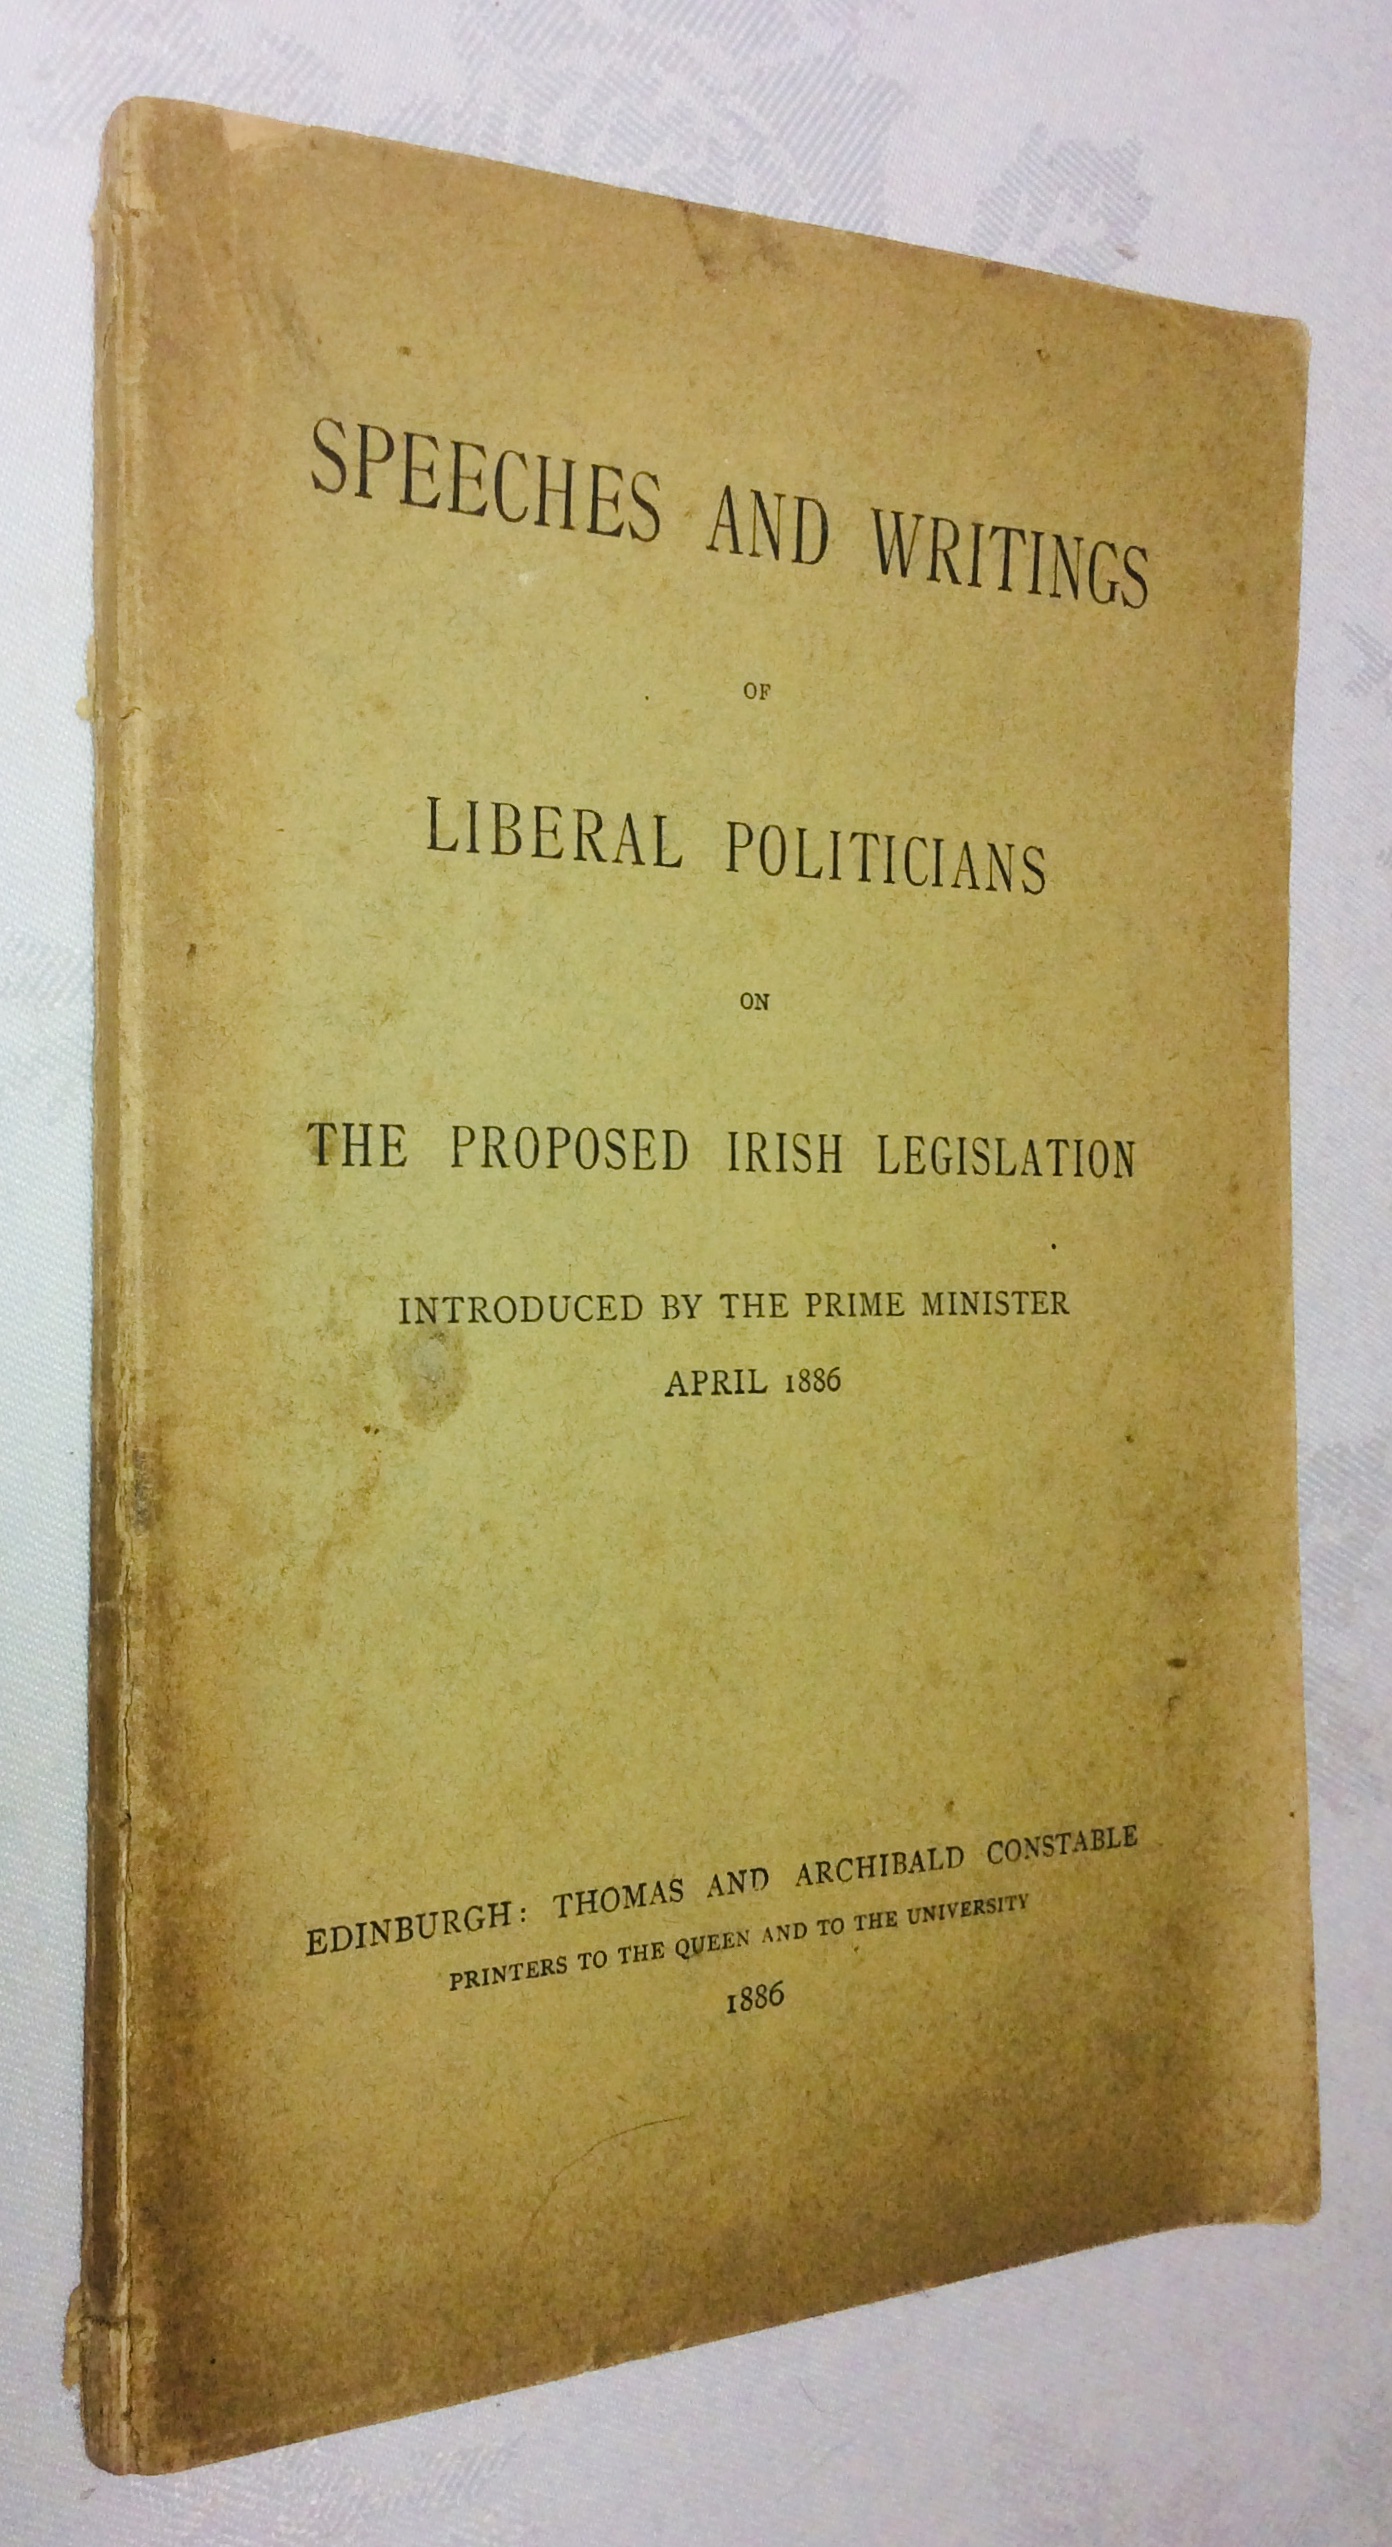 SPEECHES AND WRITINGS
OF
LIBERAL POLITICIANS
ON
THE PROPOSED IRISH LEGISLATION
INTRODUCED BY THE PRIME MINISTER
APRIL 1886
EDINBURGH: THOMAS AND ARCHIBALD CONSTABLE
PRINTERS TO THE QUEEN AND TO THE UNIVERSITY
1886